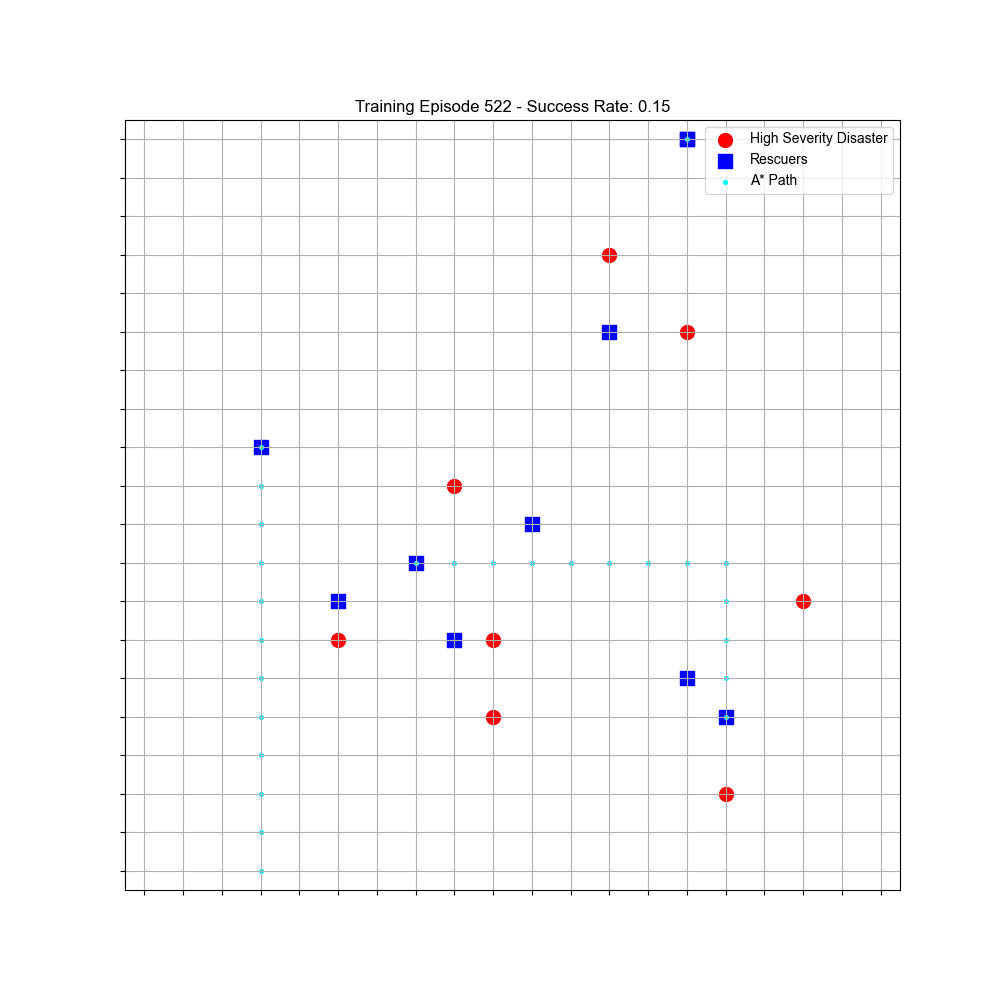 Training Episode 522 - Success Rate: 0.15
High Severity Disaster
Rescuers
A* Path